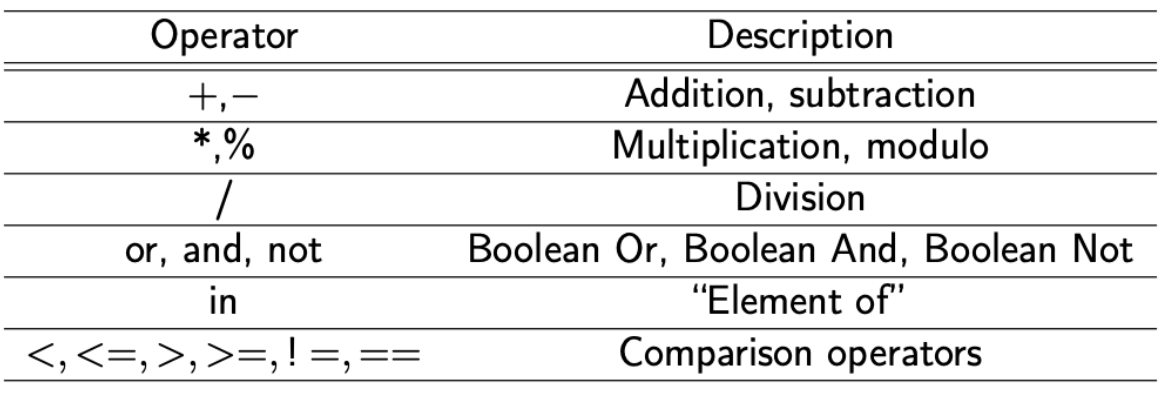 Operator Description
+,− Addition, subtraction
*,% Multiplication, modulo
/ Division
or, and, not Boolean Or, Boolean And, Boolean Not
in “Element of”
<, <=, >, >=, ! =, == Comparison operators